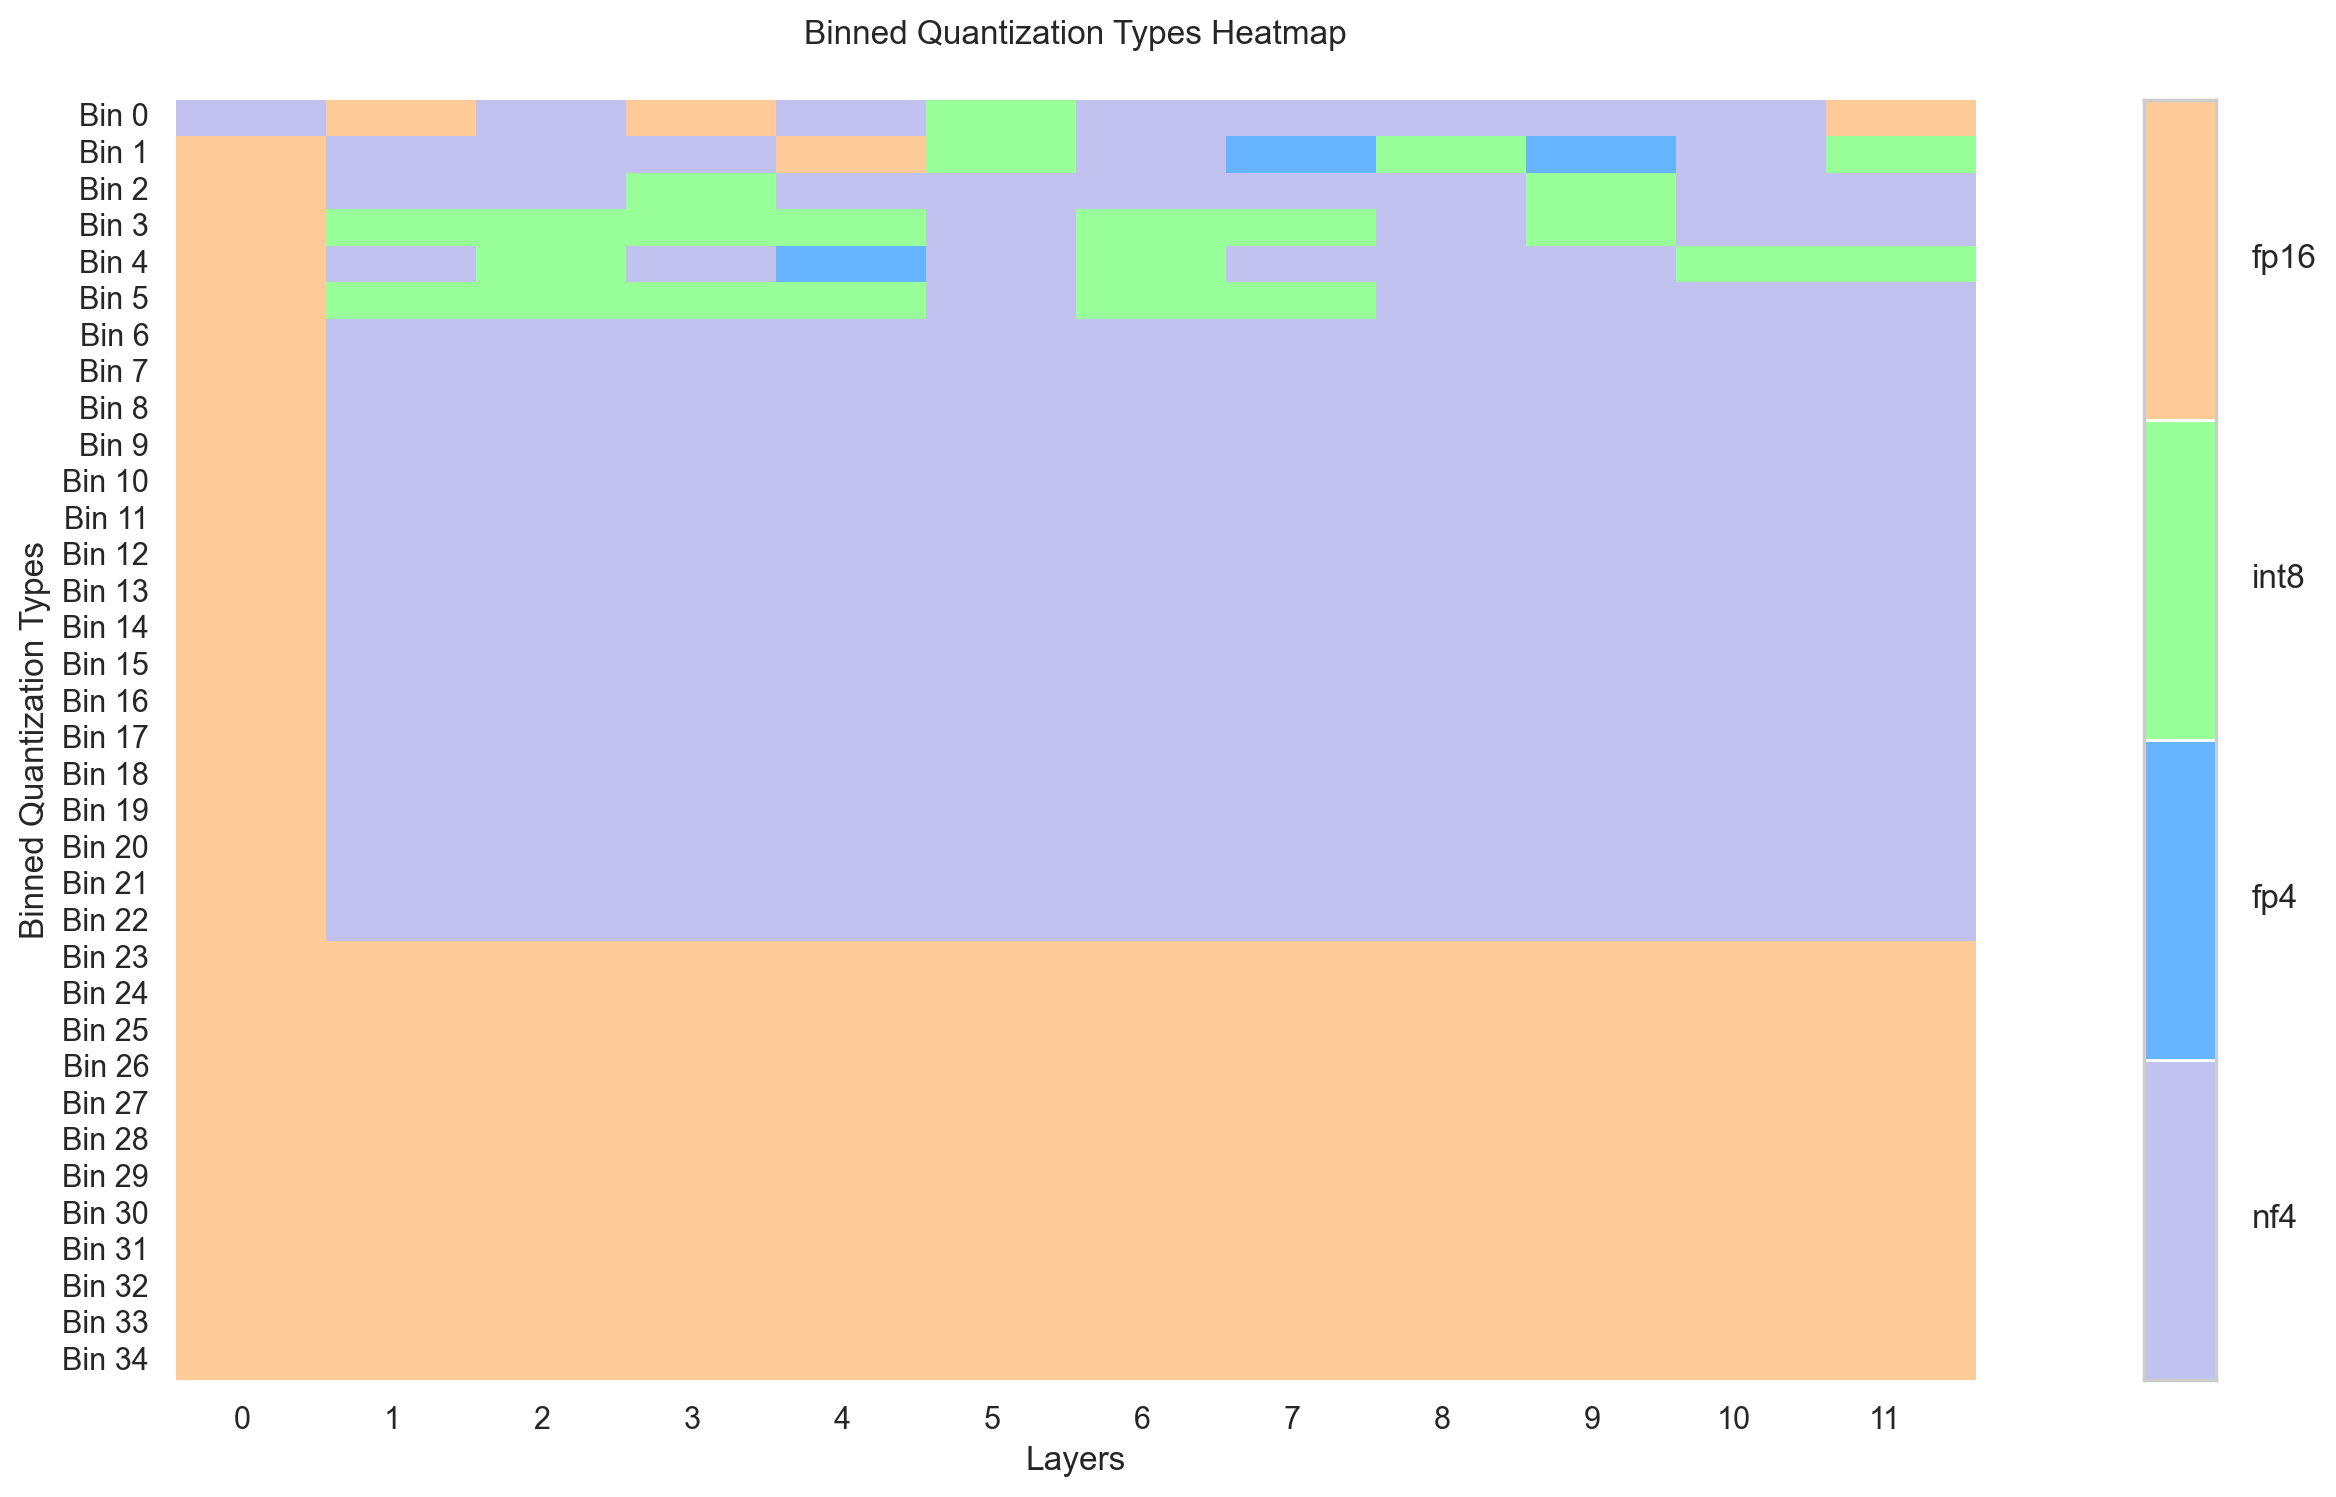 Binned Quantization Types Heatmap
Binned Quantization Types
Bin 0
Bin 1
Bin 2
Bin 3
Bin 4
Bin 5
Bin 6
Bin 7
Bin 8
Bin 9
Bin 10
Bin 11
Bin 12
Bin 13
Bin 14
Bin 15
Bin 16
Bin 17
Bin 18
Bin 19
Bin 20
Bin 21
Bin 22
Bin 23
Bin 24
Bin 25
Bin 26
Bin 27
Bin 28
Bin 29
Bin 30
Bin 31
Bin 32
Bin 33
Bin 34
0 1 2 3 4 5 6 7 8 9 10 11
Layers
fp16
int8
fp4
nf4